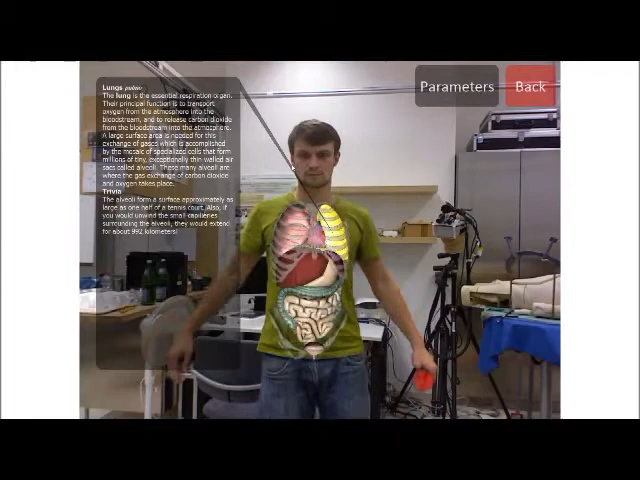 Parameters
Back
Lungs pulmo
The lung is the essential respiration organ.
Their principal function is to transport
oxygen from the atmosphere into the
bloodstream, and to release carbon dioxide
from the bloodstream into the atmosphere.
A large surface area is needed for this
exchange of gases which is accomplished
by the mosaic of specialized cells that form
millions of tiny, exceptionally thin-walled air
sacs called alveoli. These many alveoli are
where the gas exchange of carbon dioxide
and oxygen takes place.
Trivia
The alveoli form a surface approximately as
large as one half of a tennis court. Also, if
you would unwind the small capillaries
surrounding the alveoli, they would extend
for about 992 kilometers!